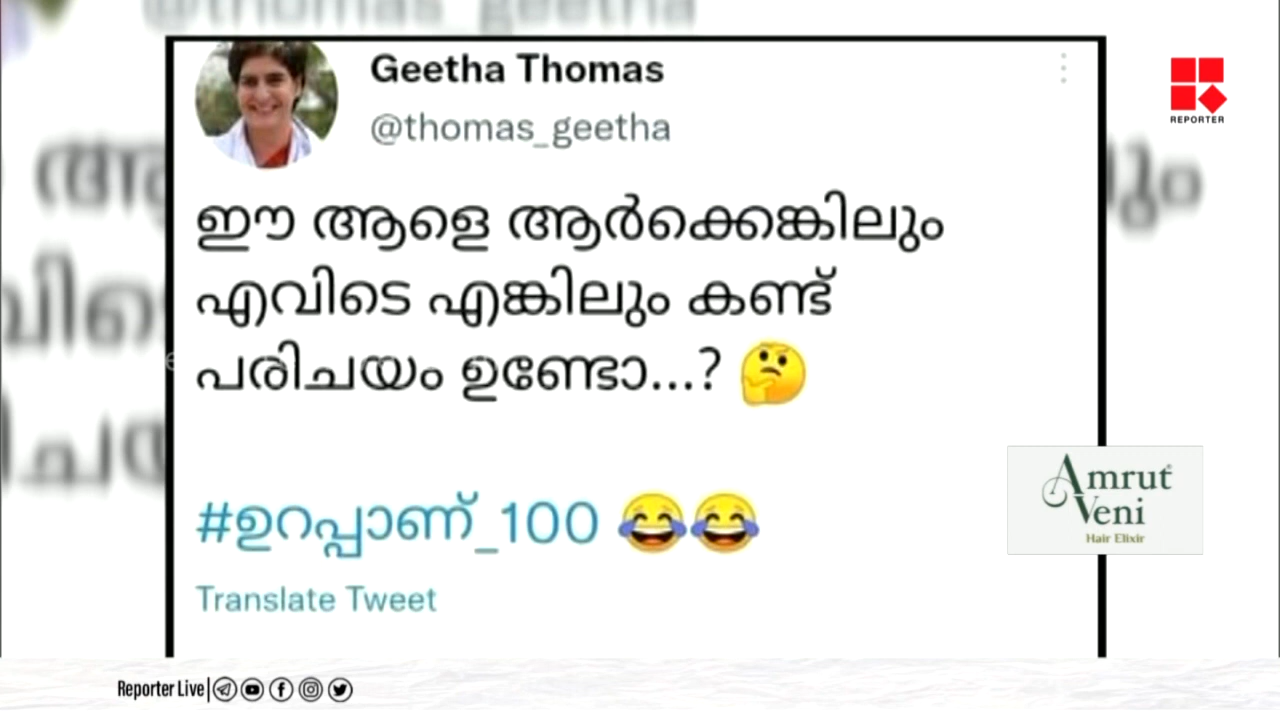 Geetha Thomas
@thomas_geetha
REPORTER
ഈ ആളെ ആർക്കെങ്കിലും
എവിടെ എങ്കിലും കണ്ട്
പരിചയം ഉണ്ടോ...? 🤔
#ഉറപ്പാണ്_100 😂😂
Translate Tweet
Amrut
Veni
Hair Elixir
Reporter Live